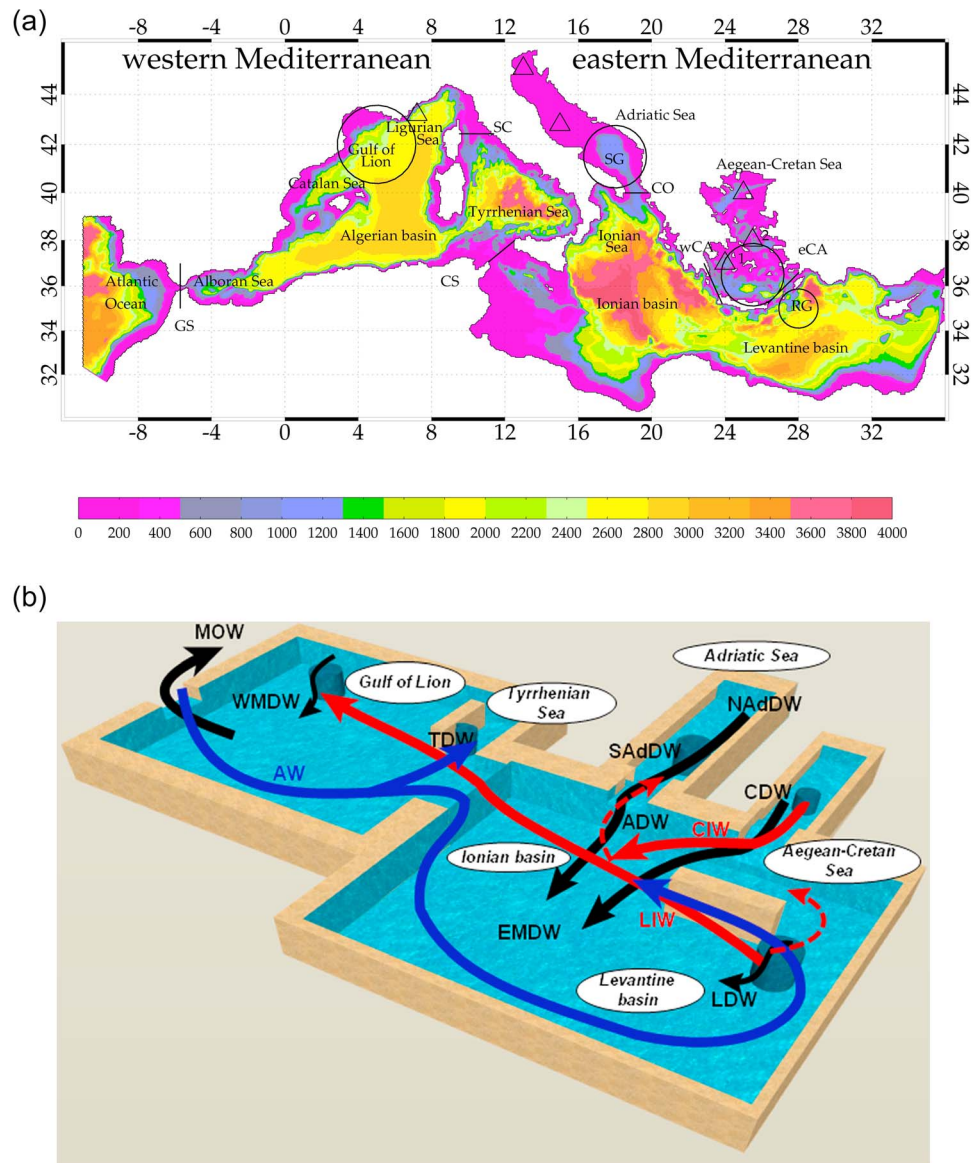 (a)
-8 -4 0 4 8 12 16 20 24 28 32
western Mediterranean eastern Mediterranean
44 44
Ligurian
Sea
SC
Adriatic Sea
42 42
Gulf of
Lion
SG
Aegean-Cretan Sea
Catalan Sea
CO
40 40
Tyrrhenian Sea
Algerian basin
Ionian
Sea
wCA
2
eCA
38 38
1
CS
Atlantic
Ocean
Alboran Sea
36 36
Ionian basin
RG
GS
34 34
Levantine basin
32 32
-8 -4 0 4 8 12 16 20 24 28 32
0 200 400 600 800 1000 1200 1400 1600 1800 2000 2200 2400 2600 2800 3000 3200 3400 3600 3800 4000
(b)
MOW
Adriatic Sea
Gulf of Lion
WMDW
Tyrrhenian
Sea
NAdDW
TDW
SAdDW
AW
CDW
ADW
CIW
Ionian basin
Aegean-Cretan
Sea
EMDW
LIW
Levantine
basin
LDW